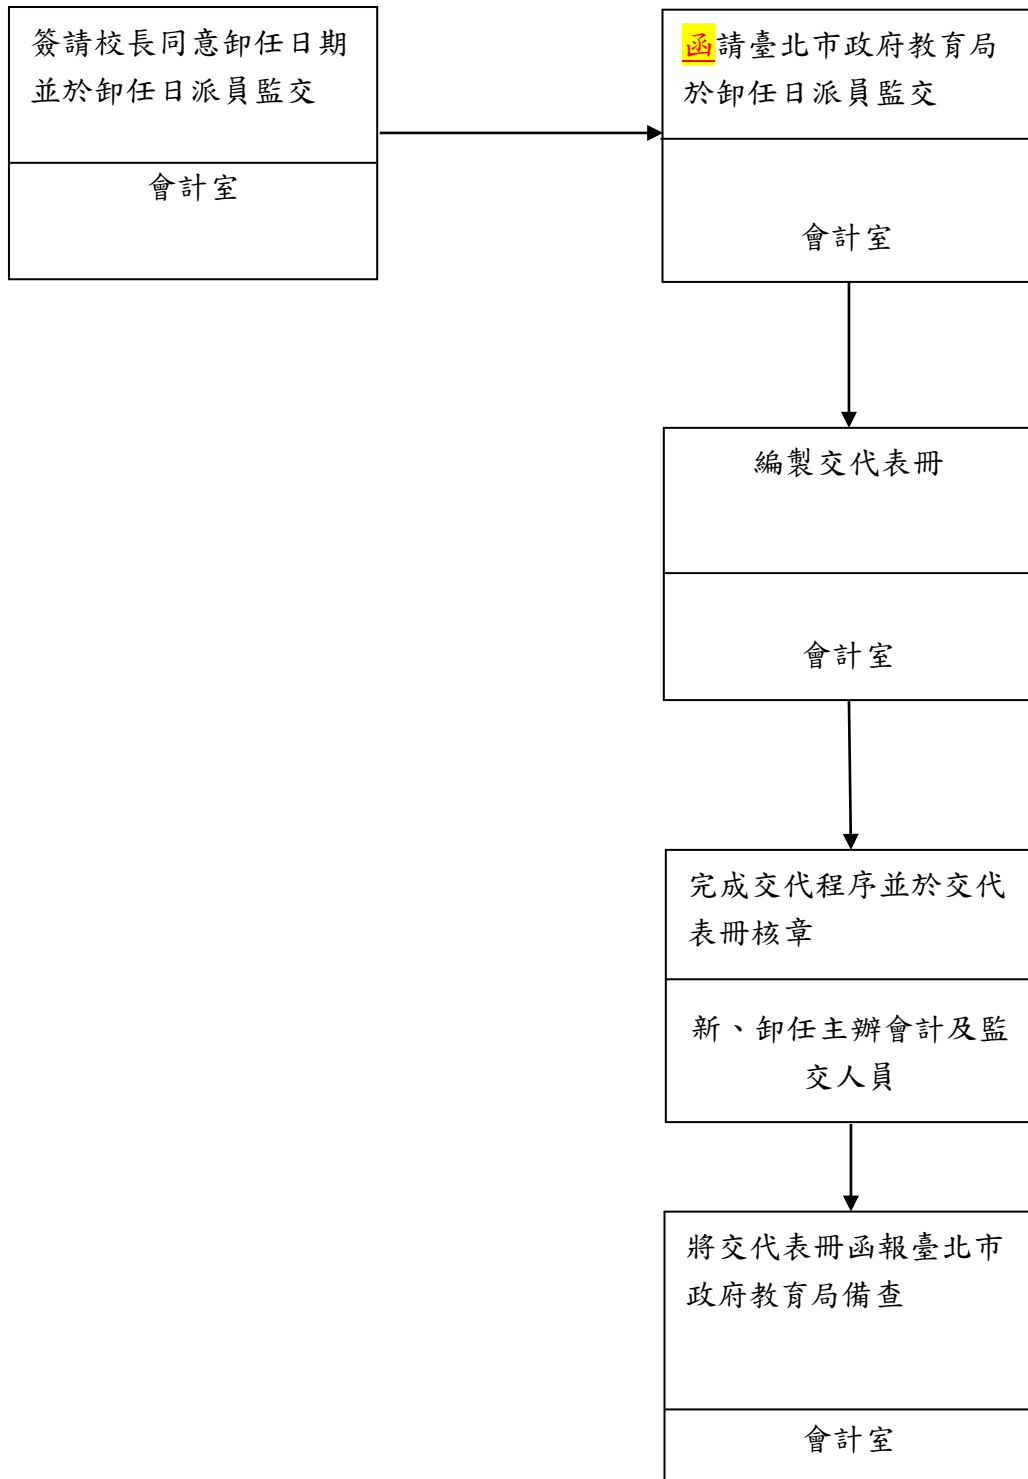 簽請校長同意卸任日期
並於卸任日派員監交
會計室
函請臺北市政府教育局
於卸任日派員監交
會計室
編製交代表冊
會計室
完成交代程序並於交代
表冊核章
新、卸任主辦會計及監
交人員
將交代表冊函報臺北市
政府教育局備查
會計室